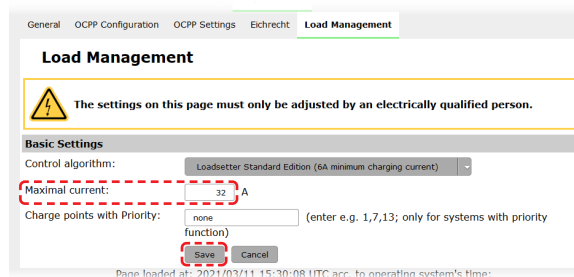 General OCPP Configuration OCPP Settings Eichrecht Load Management
Load Management
The settings on this page must only be adjusted by an electrically qualified person.
Basic Settings
Control algorithm: Loadsetter Standard Edition (6A minimum charging current)
Maximal current: 32 A
Charge points with Priority: none (enter e.g. 1,7,13; only for systems with priority
function)
Save Cancel
Page loaded at: 2021/03/11 15:30:08 UTC acc. to operating system's time: